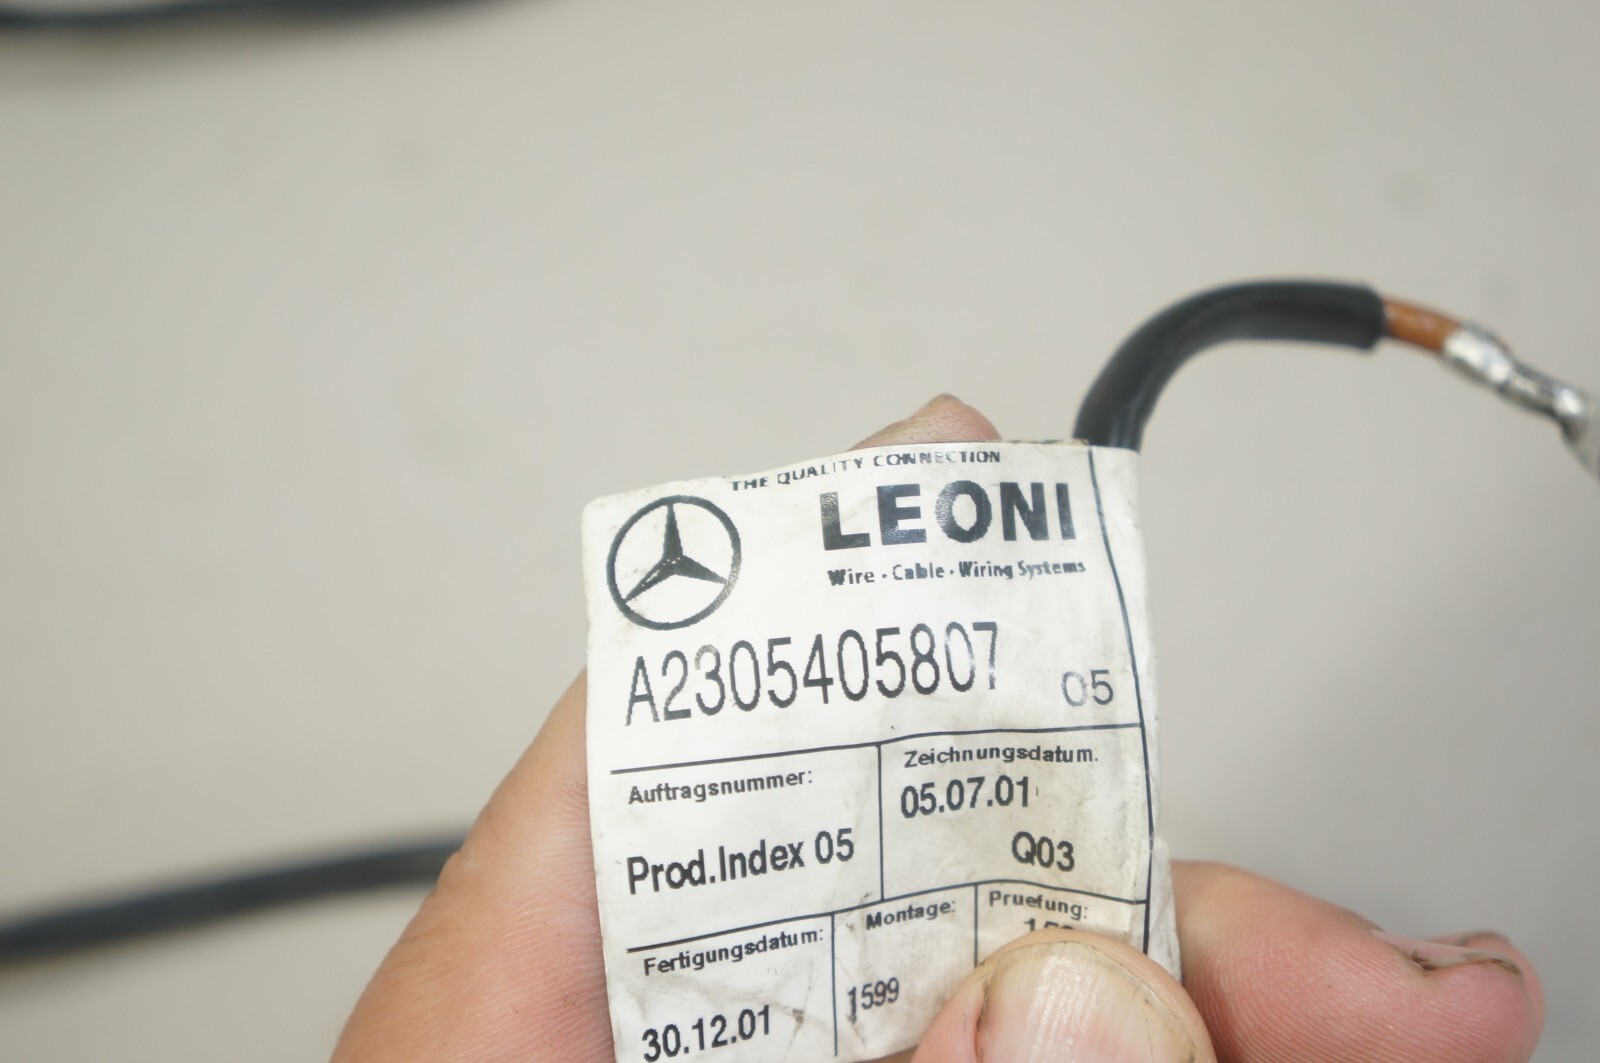 THE QUALITY CONNECTION
LEONI
Wire · Cable · Wiring Systems
A2305405807 05
Auftragsnummer:
Prod.Index 05
Zeichnungsdatum:
05.07.01
Q03
Fertigungsdatum:
30.12.01
Montage:
1599
Pruefung: